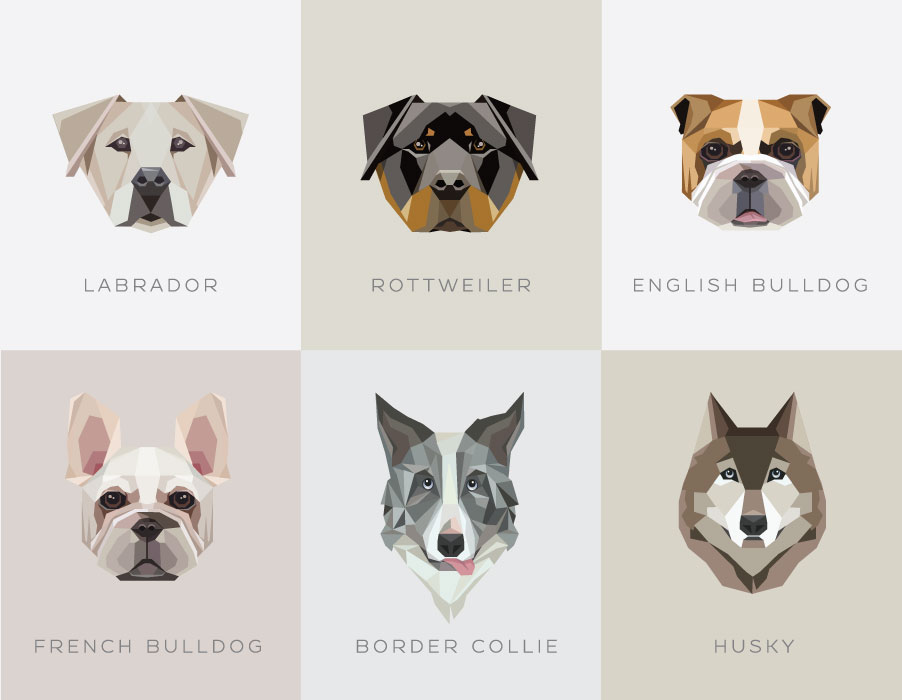 LABRADOR
ROTTWEILER
ENGLISH BULLDOG
FRENCH BULLDOG
BORDER COLLIE
HUSKY